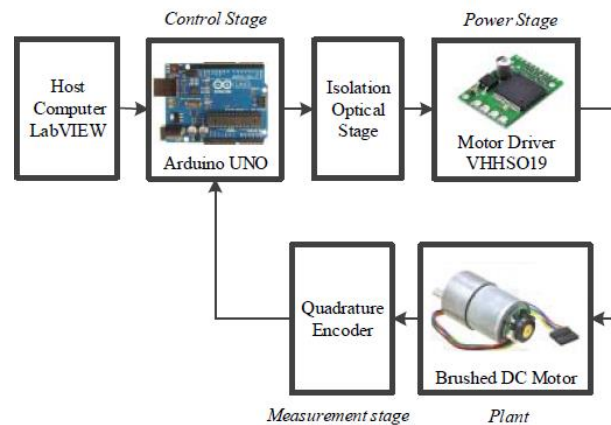 Control Stage
Power Stage
Host
Computer
LabVIEW
Arduino UNO
Isolation
Optical
Stage
Motor Driver
VHHSO19
Quadrature
Encoder
Brushed DC Motor
Measurement stage
Plant